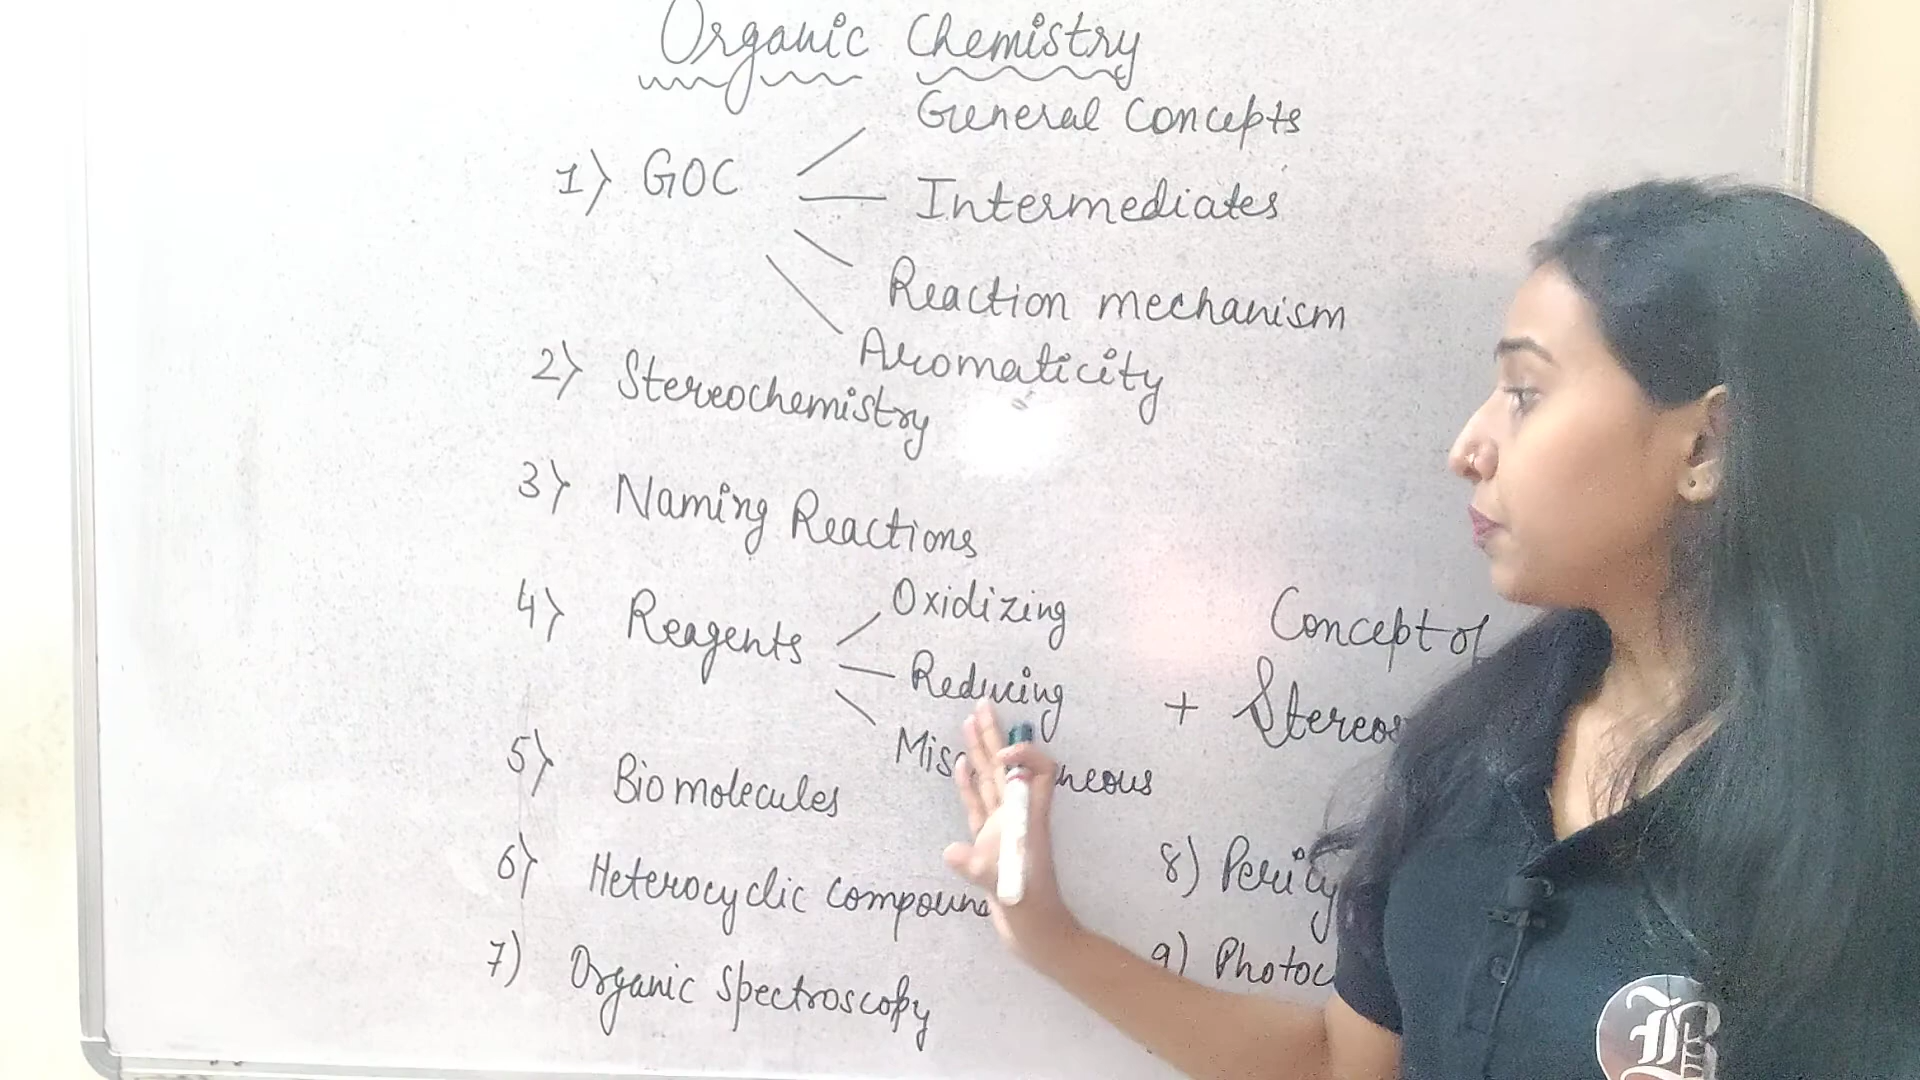 Organic Chemistry
1) GOC
General Concepts
Intermediates
Reaction mechanism
Aromaticity
2) Stereochemistry
3) Naming Reactions
4) Reagents
Oxidizing
Reducing
+ Concept of
5) Biomolecules
6) Heterocyclic
7) Organic Spectroscopy
8)
9)